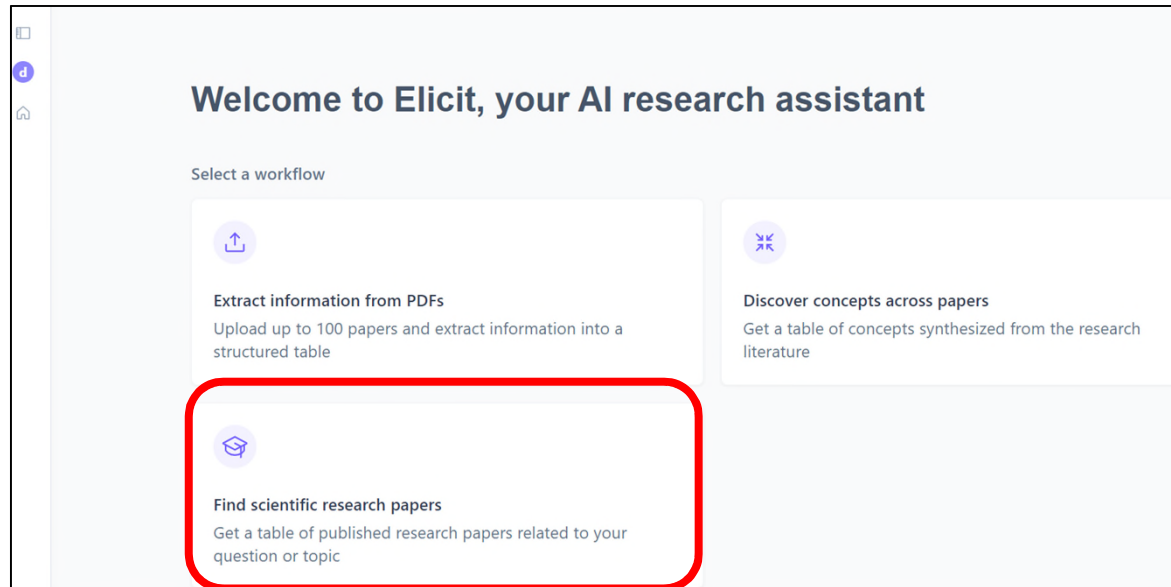 d
Welcome to Elicit, your AI research assistant
Select a workflow
Extract information from PDFs
Upload up to 100 papers and extract information into a
structured table
Discover concepts across papers
Get a table of concepts synthesized from the research
literature
Find scientific research papers
Get a table of published research papers related to your
question or topic